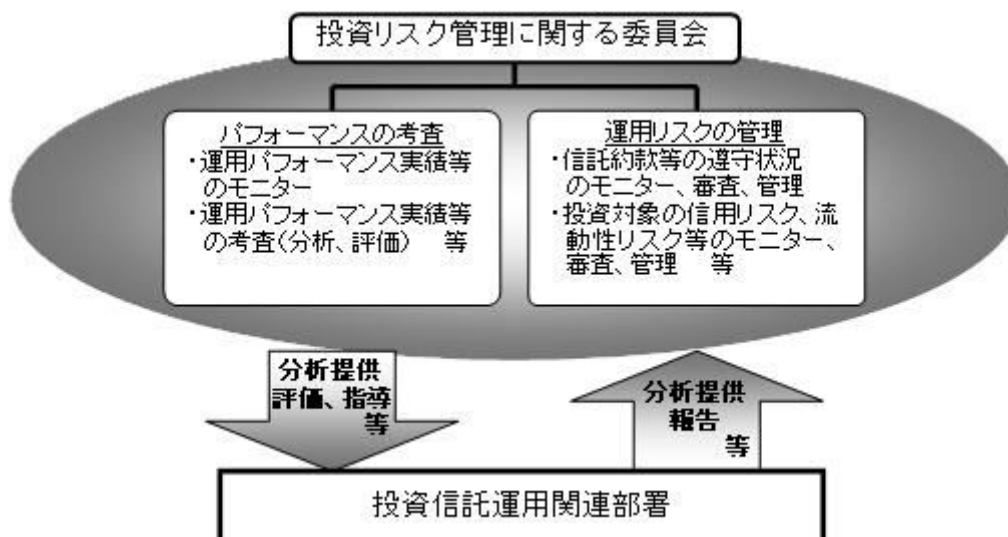 投資リスク管理に関する委員会
パフォーマンスの考査
・運用パフォーマンス実績等
のモニター
・運用パフォーマンス実績等
の考査(分析、評価) 等
運用リスクの管理
・信託約款等の遵守状況
のモニター、審査、管理
・投資対象の信用リスク、流
動性リスク等のモニター、
審査、管理 等
分析提供
評価、指導
等
分析提供
報告
等
投資信託運用関連部署